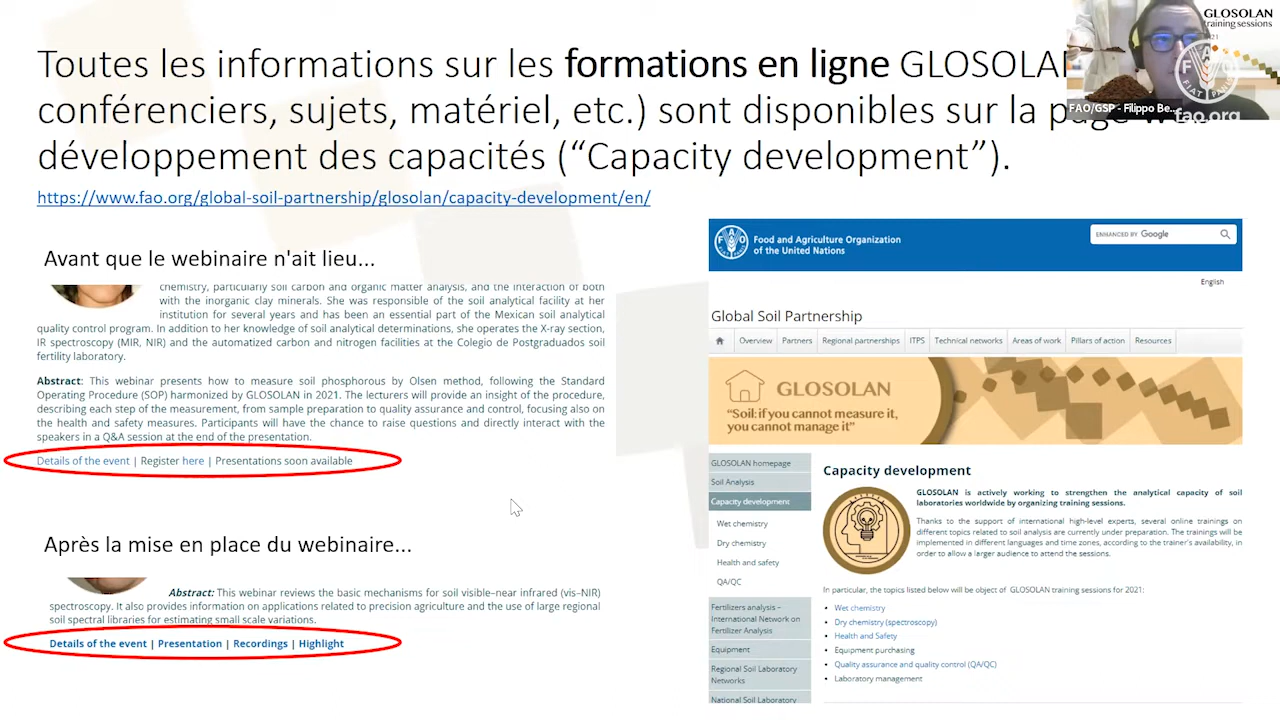 Toutes les informations sur les formations en ligne GLOSOLAN
conférenciers, sujets, matériel, etc.) sont disponibles sur la page
développement des capacités (“Capacity development”).
https://www.fao.org/global-soil-partnership/glosolan/capacity-development/en/
GLOSOLAN
training sessions
2021
FIAT PANIS
FAO/GSP - Filippo Be...
fao.org
Avant que le webinaire n'ait lieu...
chemistry, particularly soil carbon and organic matter analysis, and the interaction of both
with the inorganic clay minerals. She was responsible of the soil analytical facility at her
institution for several years and has been an essential part of the Mexican soil analytical
quality control program. In addition to her knowledge of soil analytical determinations, she operates the X-ray section,
IR spectroscopy (MIR, NIR) and the automatized carbon and nitrogen facilities at the Colegio de Postgraduados soil
fertility laboratory.
Abstract: This webinar presents how to measure soil phosphorous by Olsen method, following the Standard
Operating Procedure (SOP) harmonized by GLOSOLAN in 2021. The lecturers will provide an insight of the procedure,
describing each step of the measurement, from sample preparation to quality assurance and control, focusing also on
the health and safety measures. Participants will have the chance to raise questions and directly interact with the
speakers in a Q&A session at the end of the presentation.
Details of the event | Register here | Presentations soon available
Après la mise en place du webinaire...
Abstract: This webinar reviews the basic mechanisms for soil visible–near infrared (vis–NIR)
spectroscopy. It also provides information on applications related to precision agriculture and the use of large regional
soil spectral libraries for estimating small scale variations.
Details of the event | Presentation | Recordings | Highlight
Food and Agriculture Organization
of the United Nations
ENHANCED BY Google
English
Global Soil Partnership
Overview Partners Regional partnerships ITPS Technical networks Areas of work Pillars of action Resources
GLOSOLAN
“Soil: if you cannot measure it,
you cannot manage it”
GLOSOLAN homepage
Soil Analysis
Capacity development
Wet chemistry
Dry chemistry
Health and safety
QA/QC
Fertilizers analysis –
International Network on
Fertilizer Analysis
Equipment
Regional Soil Laboratory
Networks
National Soil Laboratory
Capacity development
GLOSOLAN is actively working to strengthen the analytical capacity of soil
laboratories worldwide by organizing training sessions.
Thanks to the support of international high-level experts, several online trainings on
different topics related to soil analysis are currently under preparation. The trainings will be
implemented in different languages and time zones, according to the trainer's availability, in
order to allow a larger audience to attend the sessions.
In particular, the topics listed below will be object of GLOSOLAN training sessions for 2021:
• Wet chemistry
• Dry chemistry (spectroscopy)
• Health and Safety
• Equipment purchasing
• Quality assurance and quality control (QA/QC)
• Laboratory management